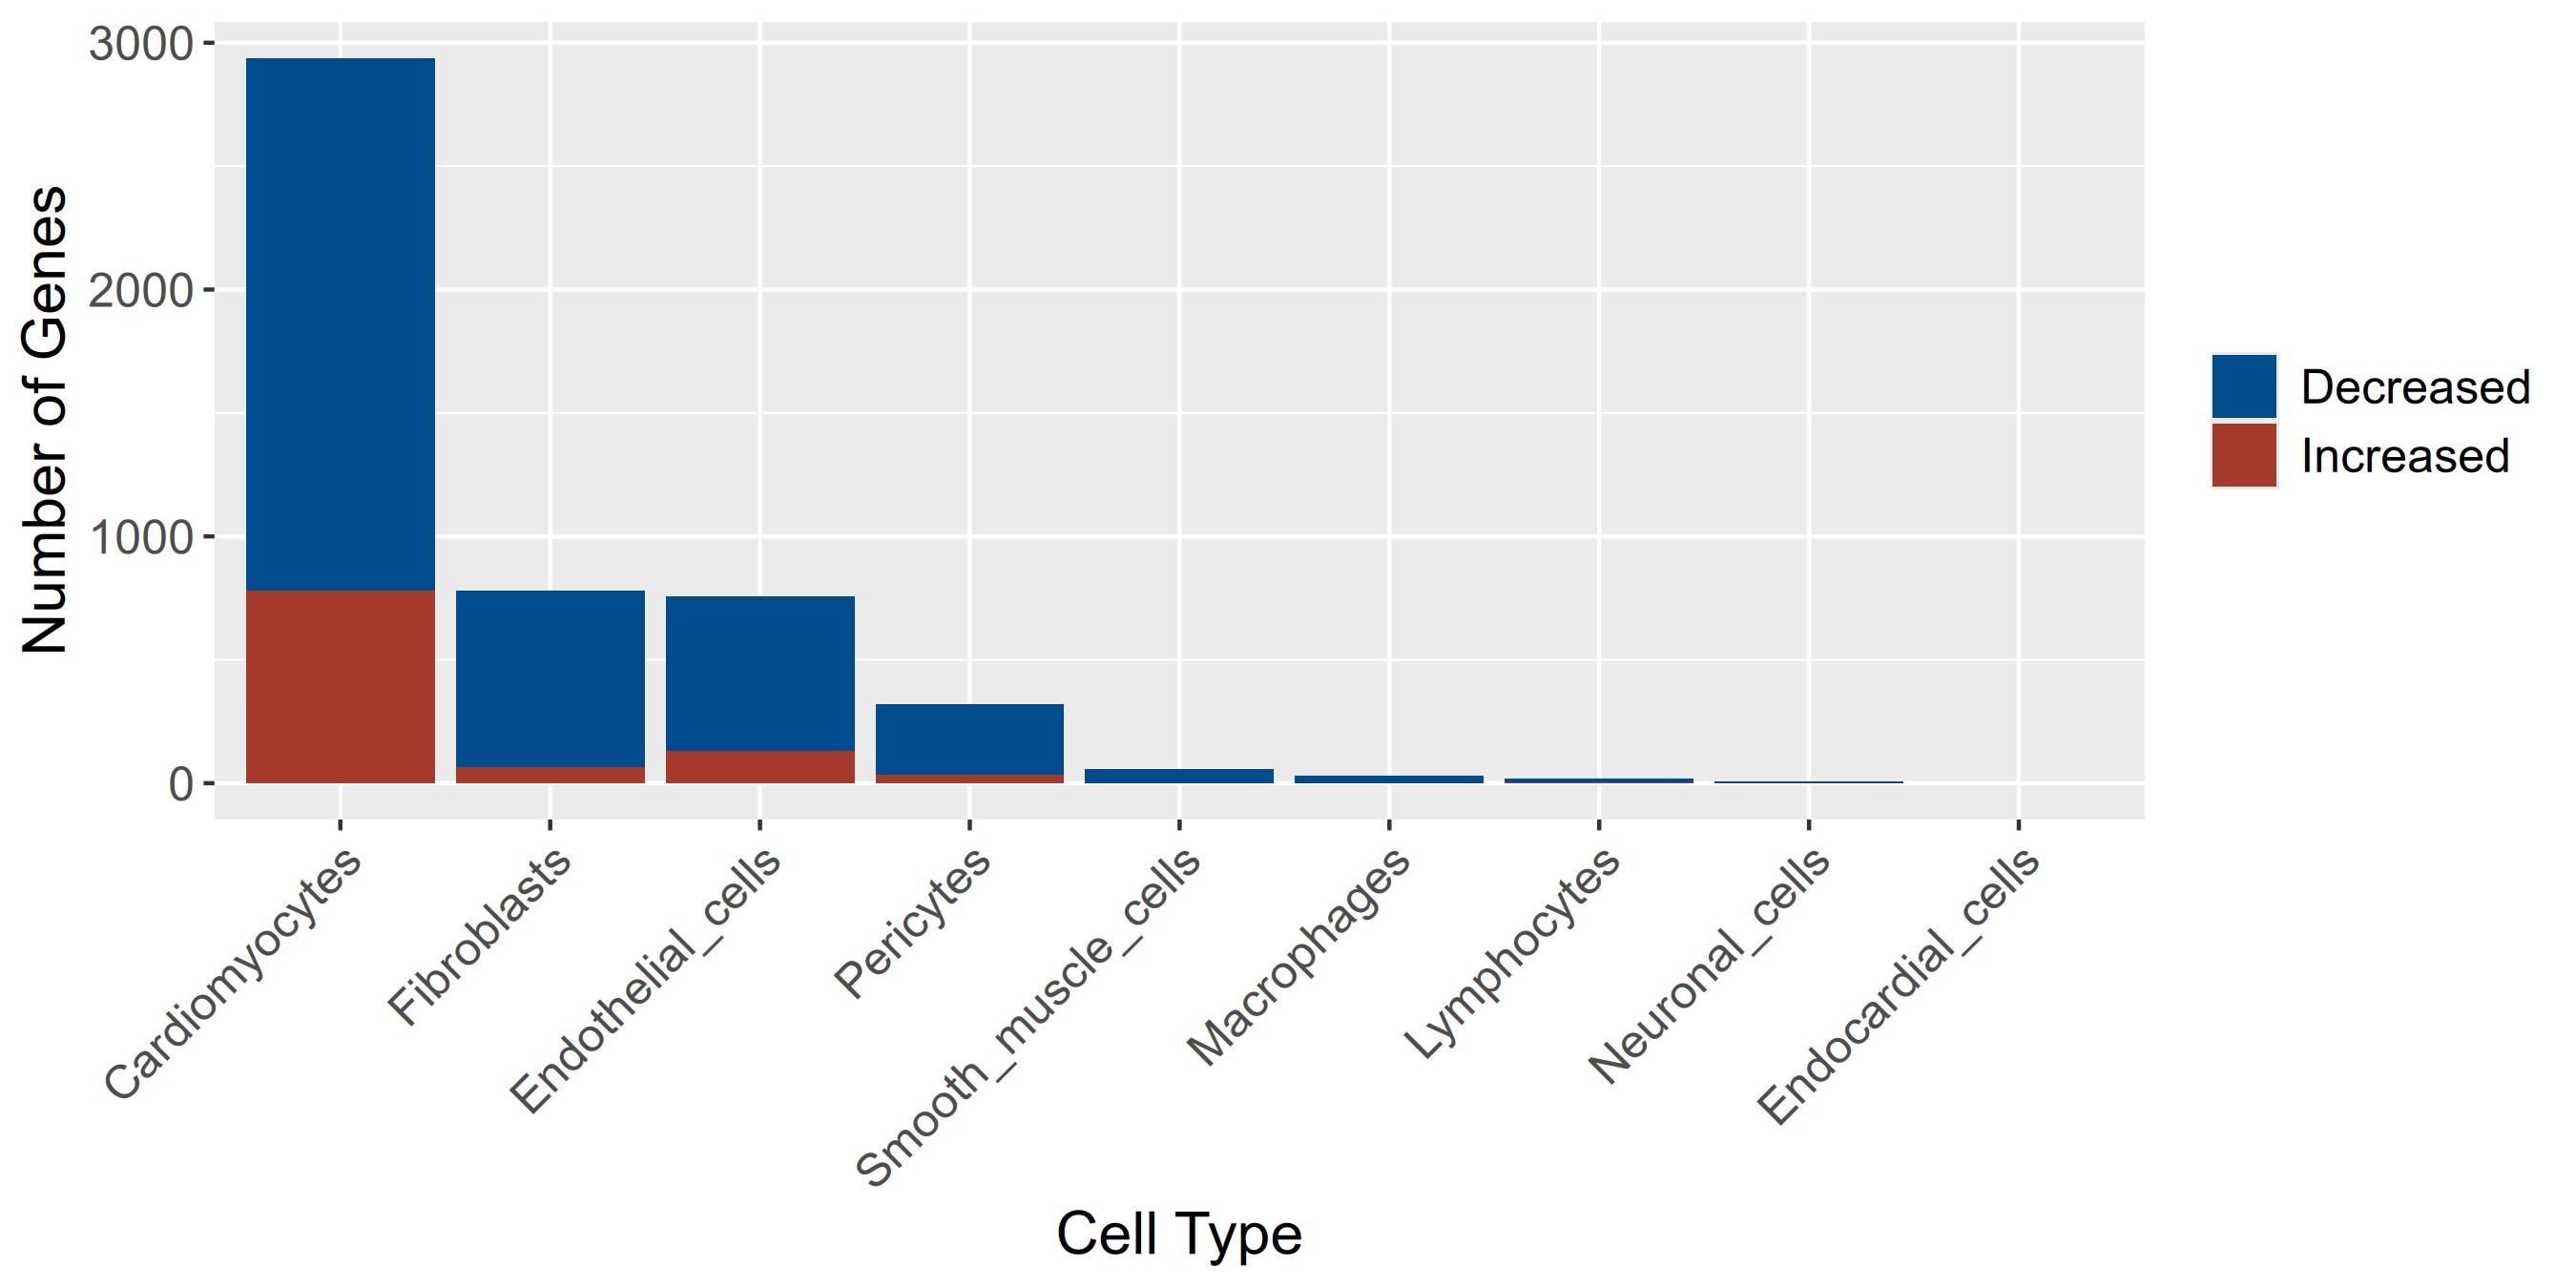 Number of Genes
3000
2000
1000
0
Cardiomyocytes
Fibroblasts
Endothelial_cells
Pericytes
Smooth_muscle_cells
Macrophages
Lymphocytes
Neuronal_cells
Endocardial_cells
Cell Type
Decreased
Increased